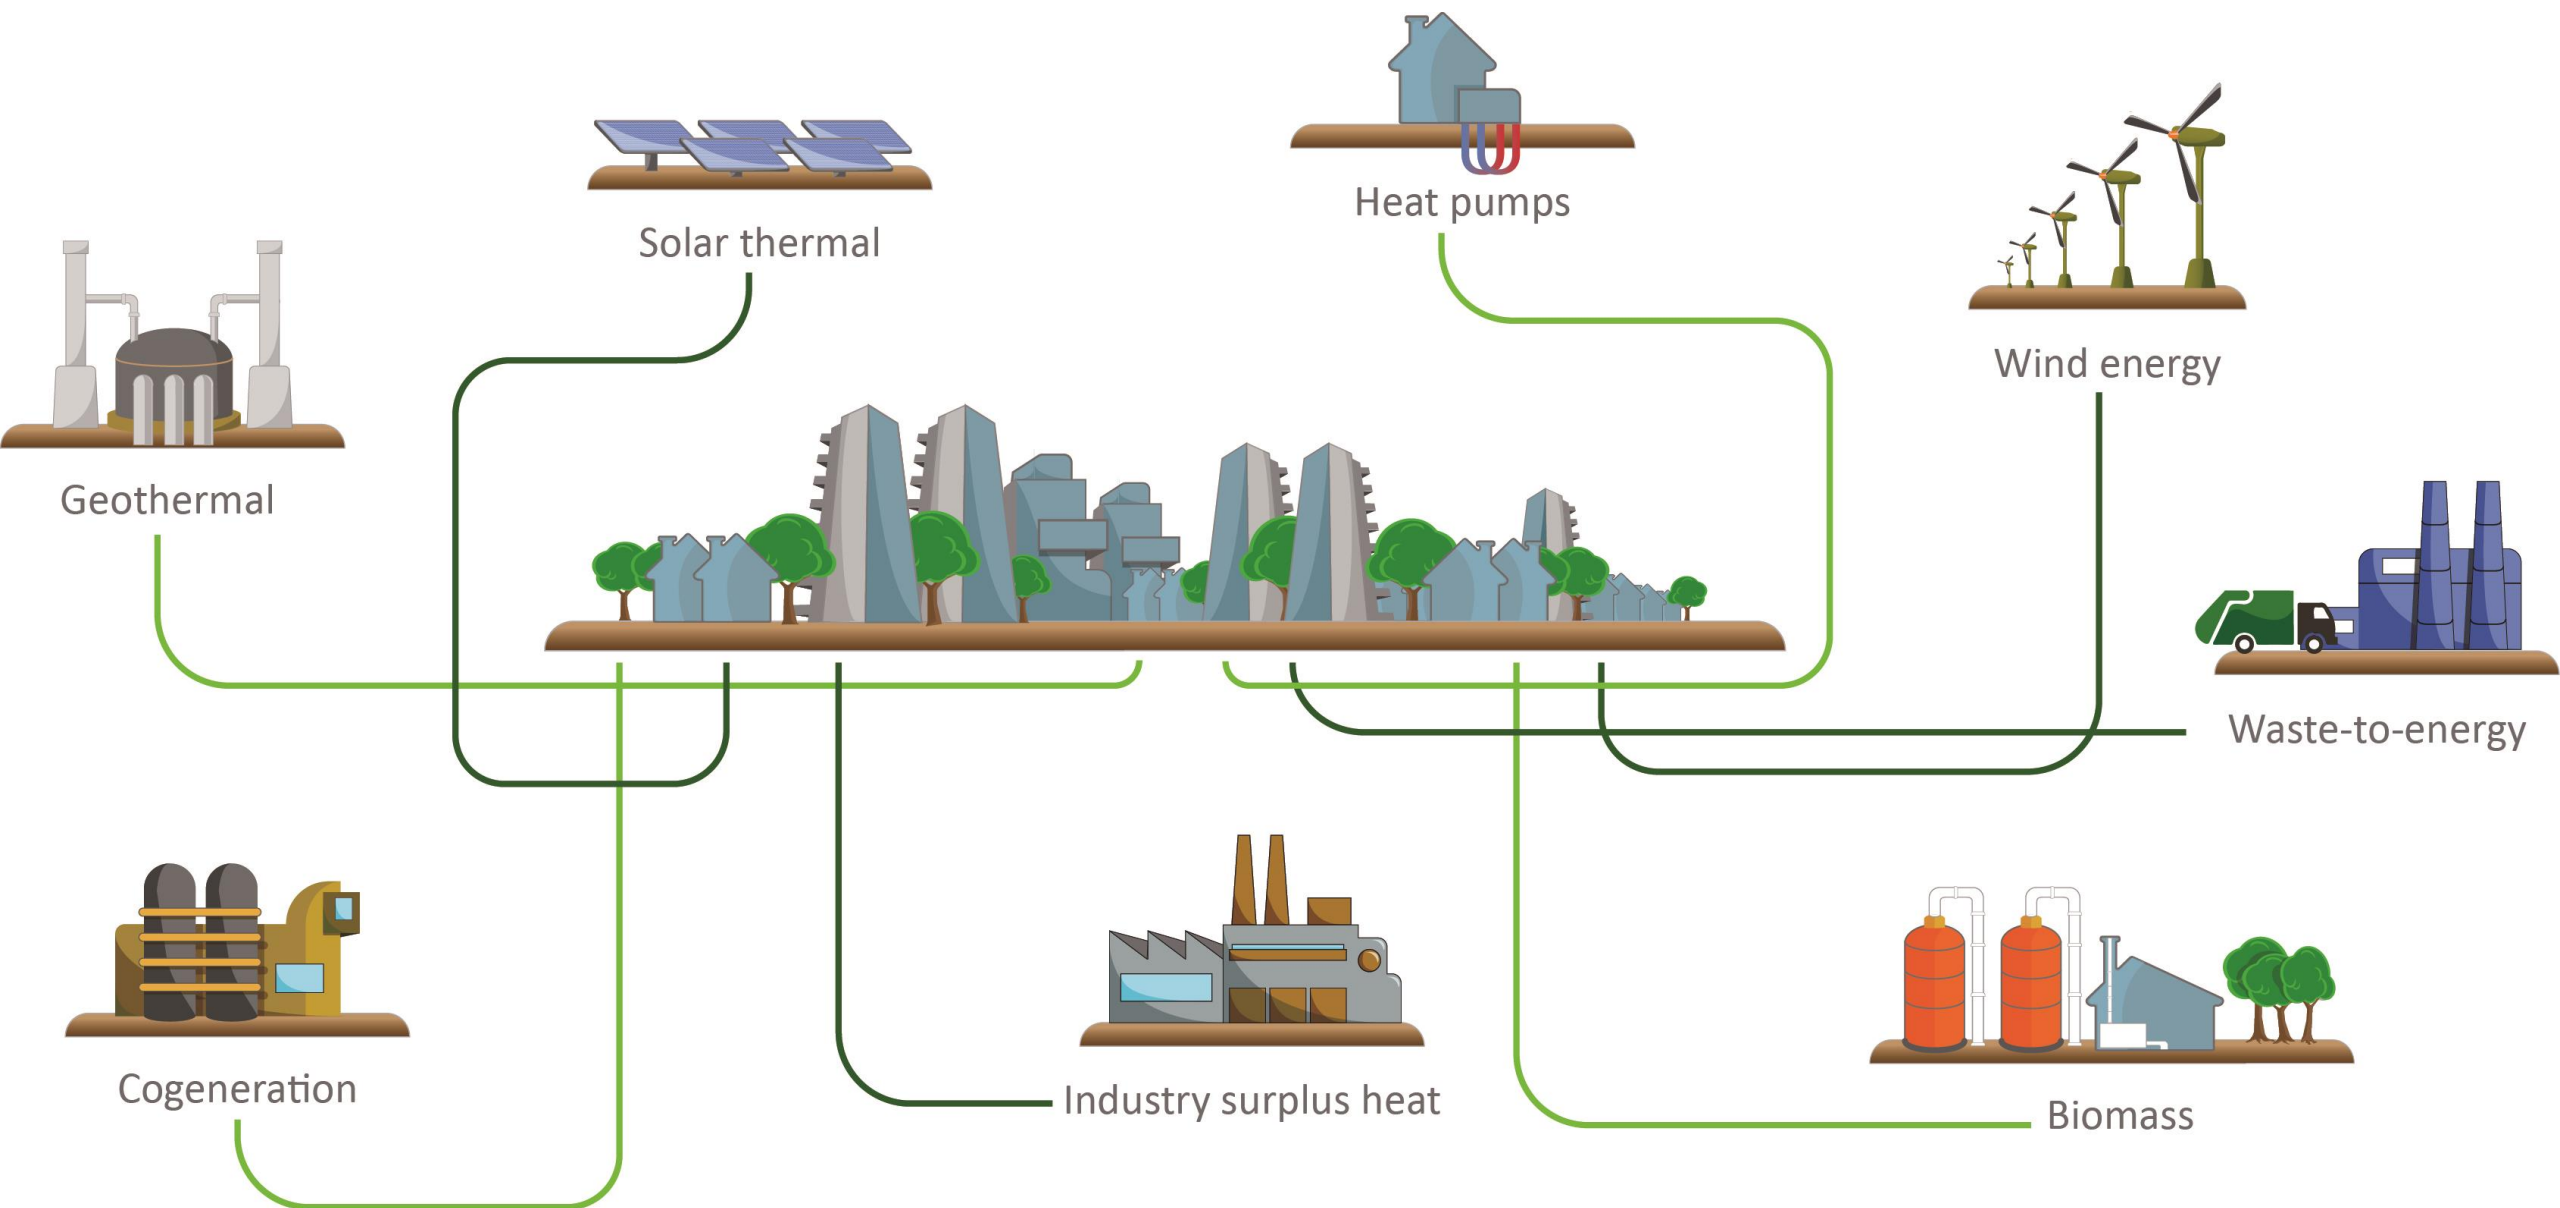 Heat pumps
Solar thermal
Wind energy
Geothermal
Waste-to-energy
Cogeneration
Industry surplus heat
Biomass